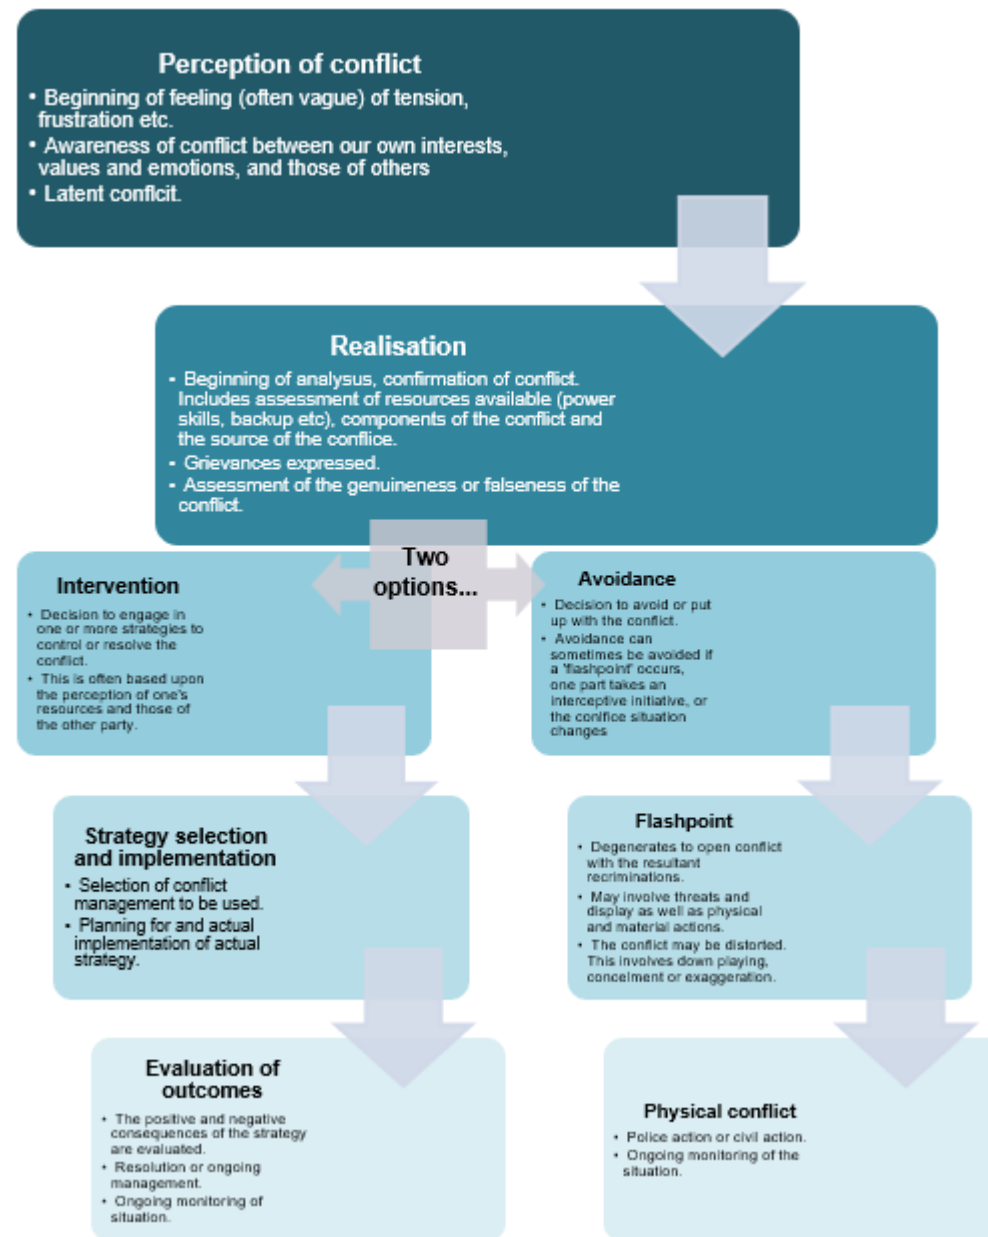 Perception of conflict
• Beginning of feeling (often vague) of tension,
frustration etc.
• Awareness of conflict between our own interests,
values and emotions, and those of others
• Latent conflcit.
Realisation
• Beginning of analysus, confirmation of conflict.
Includes assessment of resources available (power
skills, backup etc), components of the conflict and
the source of the conflice.
• Grievances expressed.
• Assessment of the genuineness or falseness of the
conflict.
Two
options...
Intervention
• Decision to engage in
one or more strategies to
control or resolve the
conflict.
• This is often based upon
the perception of one's
resources and those of
the other party.
Avoidance
• Decision to avoid or put
up with the conflict.
• Avoidance can
sometimes be avoided if
a 'flashpoint' occurs,
one part takes an
interceptive initiative, or
the conflice situation
changes
Strategy selection
and implementation
• Selection of conflict
management to be used.
• Planning for and actual
implementation of actual
strategy.
Flashpoint
• Degenerates to open conflict
with the resultant
recriminations.
• May involve threats and
display as well as physical
and material actions.
• The conflict may be distorted.
This involves down playing,
concelment or exaggeration.
Evaluation of
outcomes
• The positive and negative
consequences of the strategy
are evaluated.
• Resolution or ongoing
management.
• Ongoing monitoring of
situation.
Physical conflict
• Police action or civil action.
• Ongoing monitoring of the
situation.